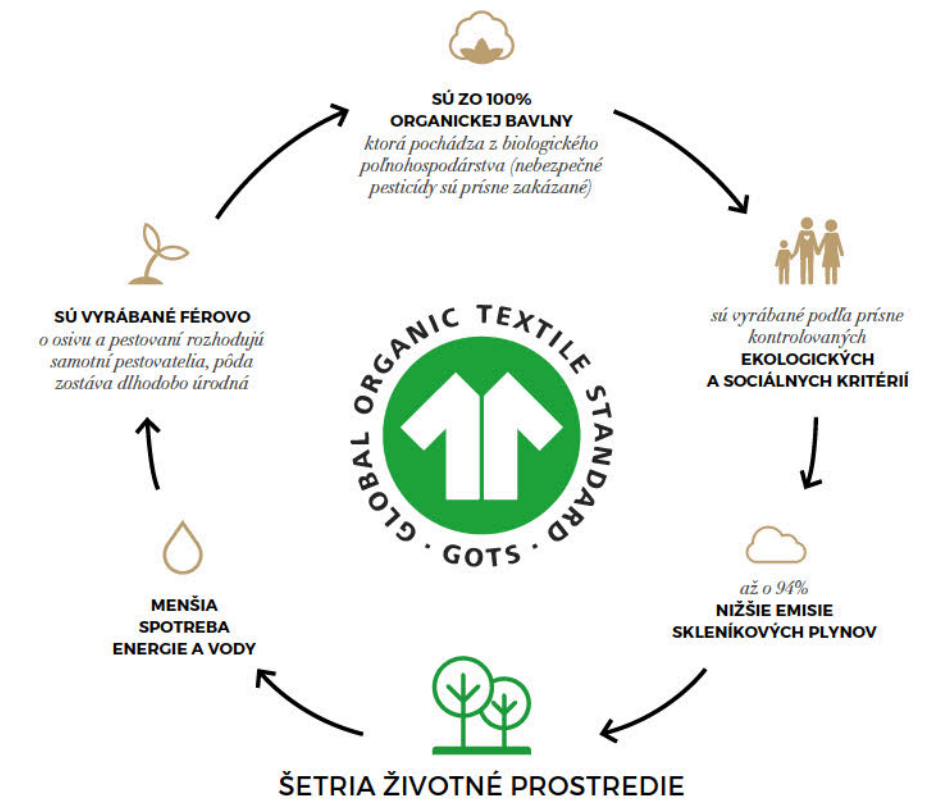 SÚ ZO 100%
ORGANICKEJ BAVLNY
ktorá pochádza z biologického
poľnohospodárstva (nebezpečné
pesticídy sú prísne zakázané)
sú vyrábané podľa prísne
kontrolovaných
EKOLOGICKÝCH
A SOCIÁLNYCH KRITÉRIÍ
až o 94%
NIŽŠIE EMISIE
SKLENÍKOVÝCH PLYNOV
ŠETRIA ŽIVOTNÉ PROSTREDIE
MENŠIA
SPOTREBA
ENERGIE A VODY
SÚ VYRÁBANÉ FÉROVO
o osivu a pestovaní rozhodujú
samotní pestovatelia, pôda
zostáva dlhodobo úrodná
GLOBAL ORGANIC TEXTILE STANDARD · GOTS ·